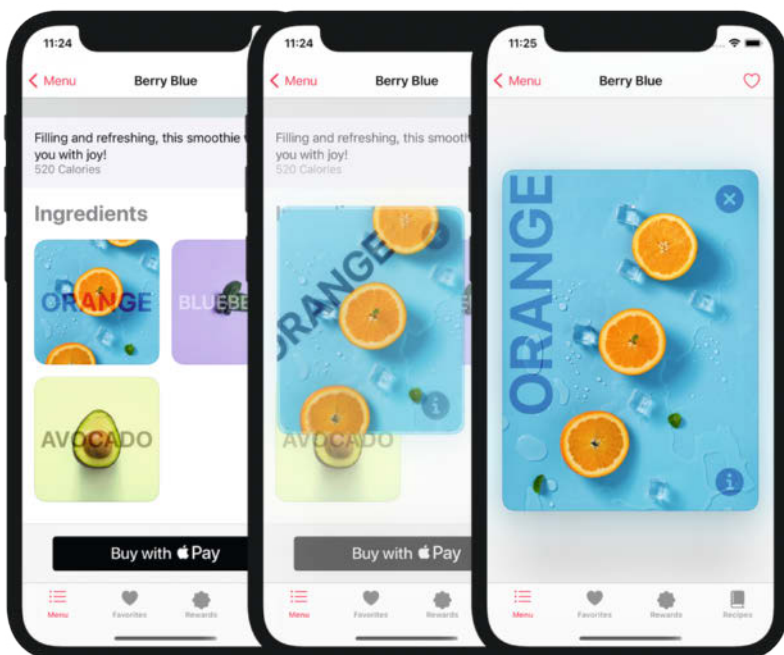 11:24
Menu
Berry Blue
Filling and refreshing, this smoothie
you with joy!
520 Calories
Ingredients
ORANGE
BLUEBE
AVOCADO
Buy with Pay
Menu
Favorites
Rewards
11:24
Menu
Berry Blue
Filling and refreshing, this smooth
you with joy!
520 Calories
ORANGE
AVOCADO
Buy with Pay
Menu
Favorites
Rewards
11:25
Menu
Berry Blue
ORANGE
Menu
Favorites
Rewards
Recipes